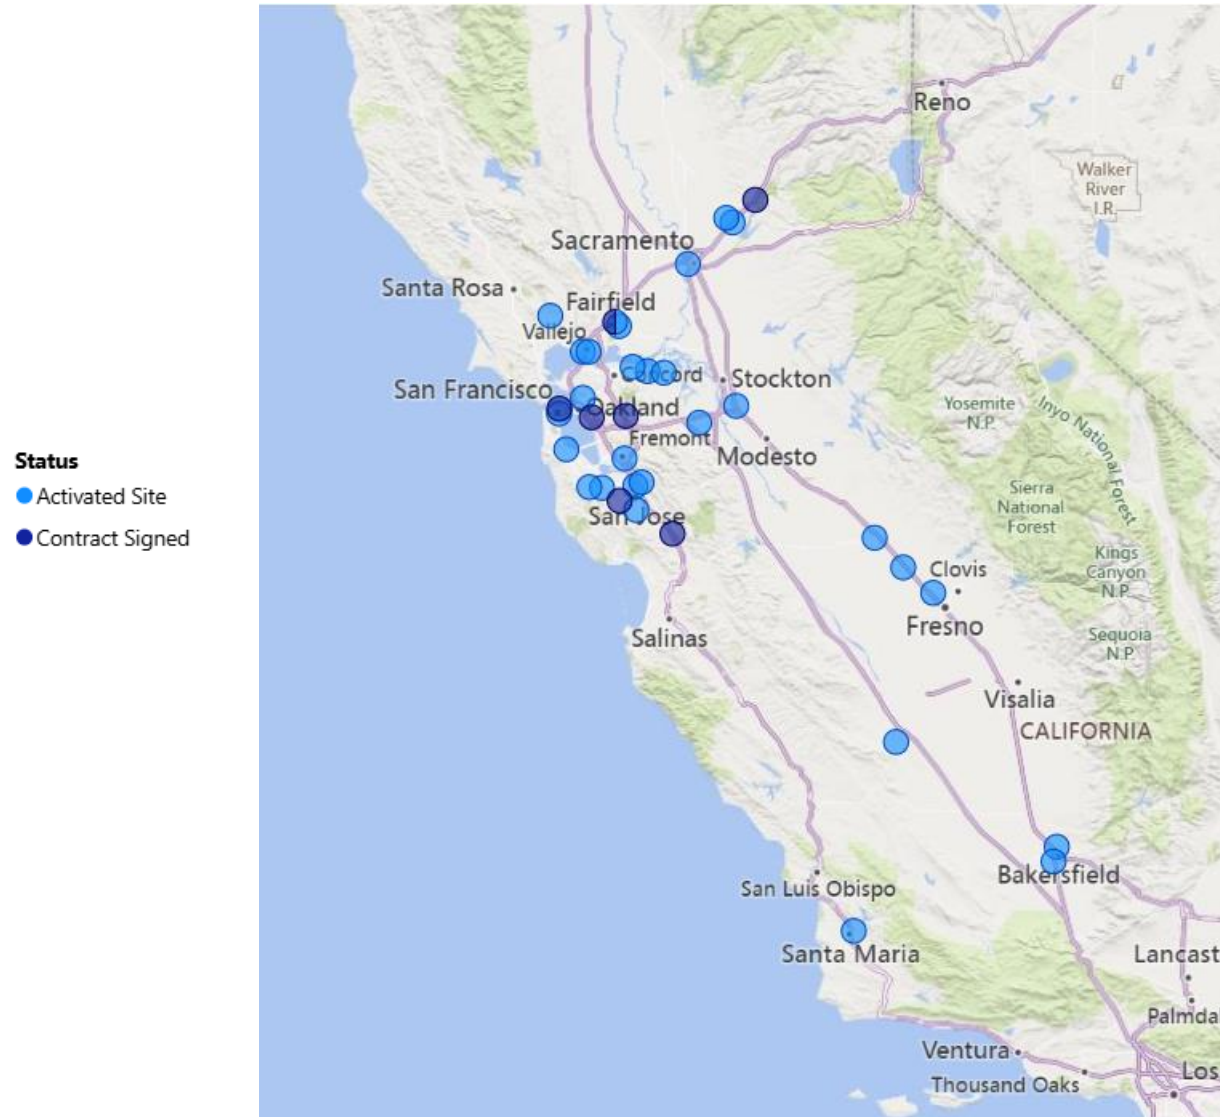 Status
Activated Site
Contract Signed
Reno
Walker
River
I.R.
Sacramento
Santa Rosa
Fairfield
Vallejo
Concord
San Francisco
Stockton
Oakland
Yosemite
N.P.
Inyo National Forest
Fremont
Modesto
Sierra
National
Forest
San Jose
Kings
Canyon
N.P.
Clovis
Fresno
Salinas
Sequoia
N.P.
Visalia
CALIFORNIA
Bakersfield
San Luis Obispo
Santa Maria
Lancast
Palmda
Ventura
Los
Thousand Oaks